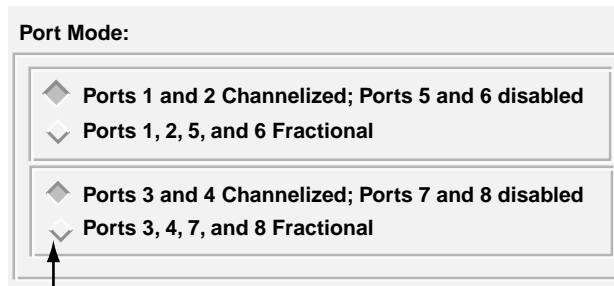 Port Mode:
Ports 1 and 2 Channelized; Ports 5 and 6 disabled
Ports 1, 2, 5, and 6 Fractional
Ports 3 and 4 Channelized; Ports 7 and 8 disabled
Ports 3, 4, 7, and 8 Fractional